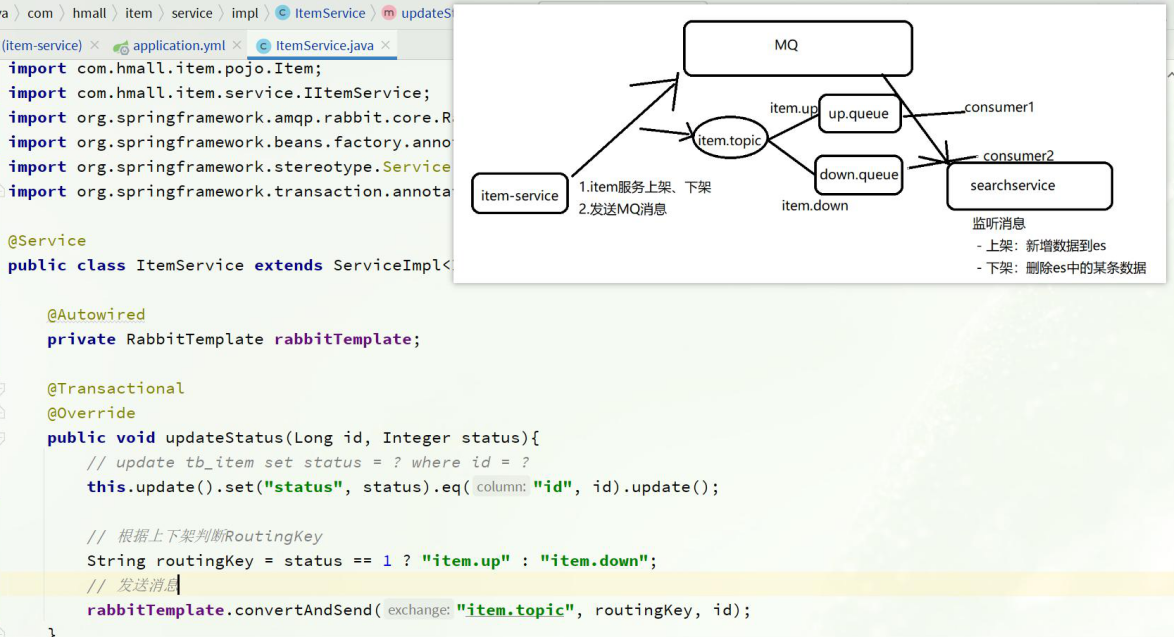 va > com > hmall > item > service > impl > ItemService > updateSt
(item-service) × application.yml × ItemService.java ×
import com.hmall.item.pojo.Item;
import com.hmall.item.service.IItemService;
import org.springframework.amqp.rabbit.core.R
import org.springframework.beans.factory.anno
import org.springframework.stereotype.Service
import org.springframework.transaction.annota
@Service
public class ItemService extends ServiceImpl<
@Autowired
private RabbitTemplate rabbitTemplate;
@Transactional
@Override
public void updateStatus(Long id, Integer status){
// update tb_item set status = ? where id = ?
this.update().set("status", status).eq( column: "id", id).update();
// 根据上下架判断RoutingKey
String routingKey = status == 1 ? "item.up" : "item.down";
// 发送消息
rabbitTemplate.convertAndSend( exchange: "item.topic", routingKey, id);
}
MQ
item.up
up.queue
consumer1
item.topic
consumer2
down.queue
searchservice
item-service
1.item服务上架、下架
2.发送MQ消息
item.down
监听消息
- 上架：新增数据到es
- 下架：删除es中的某条数据